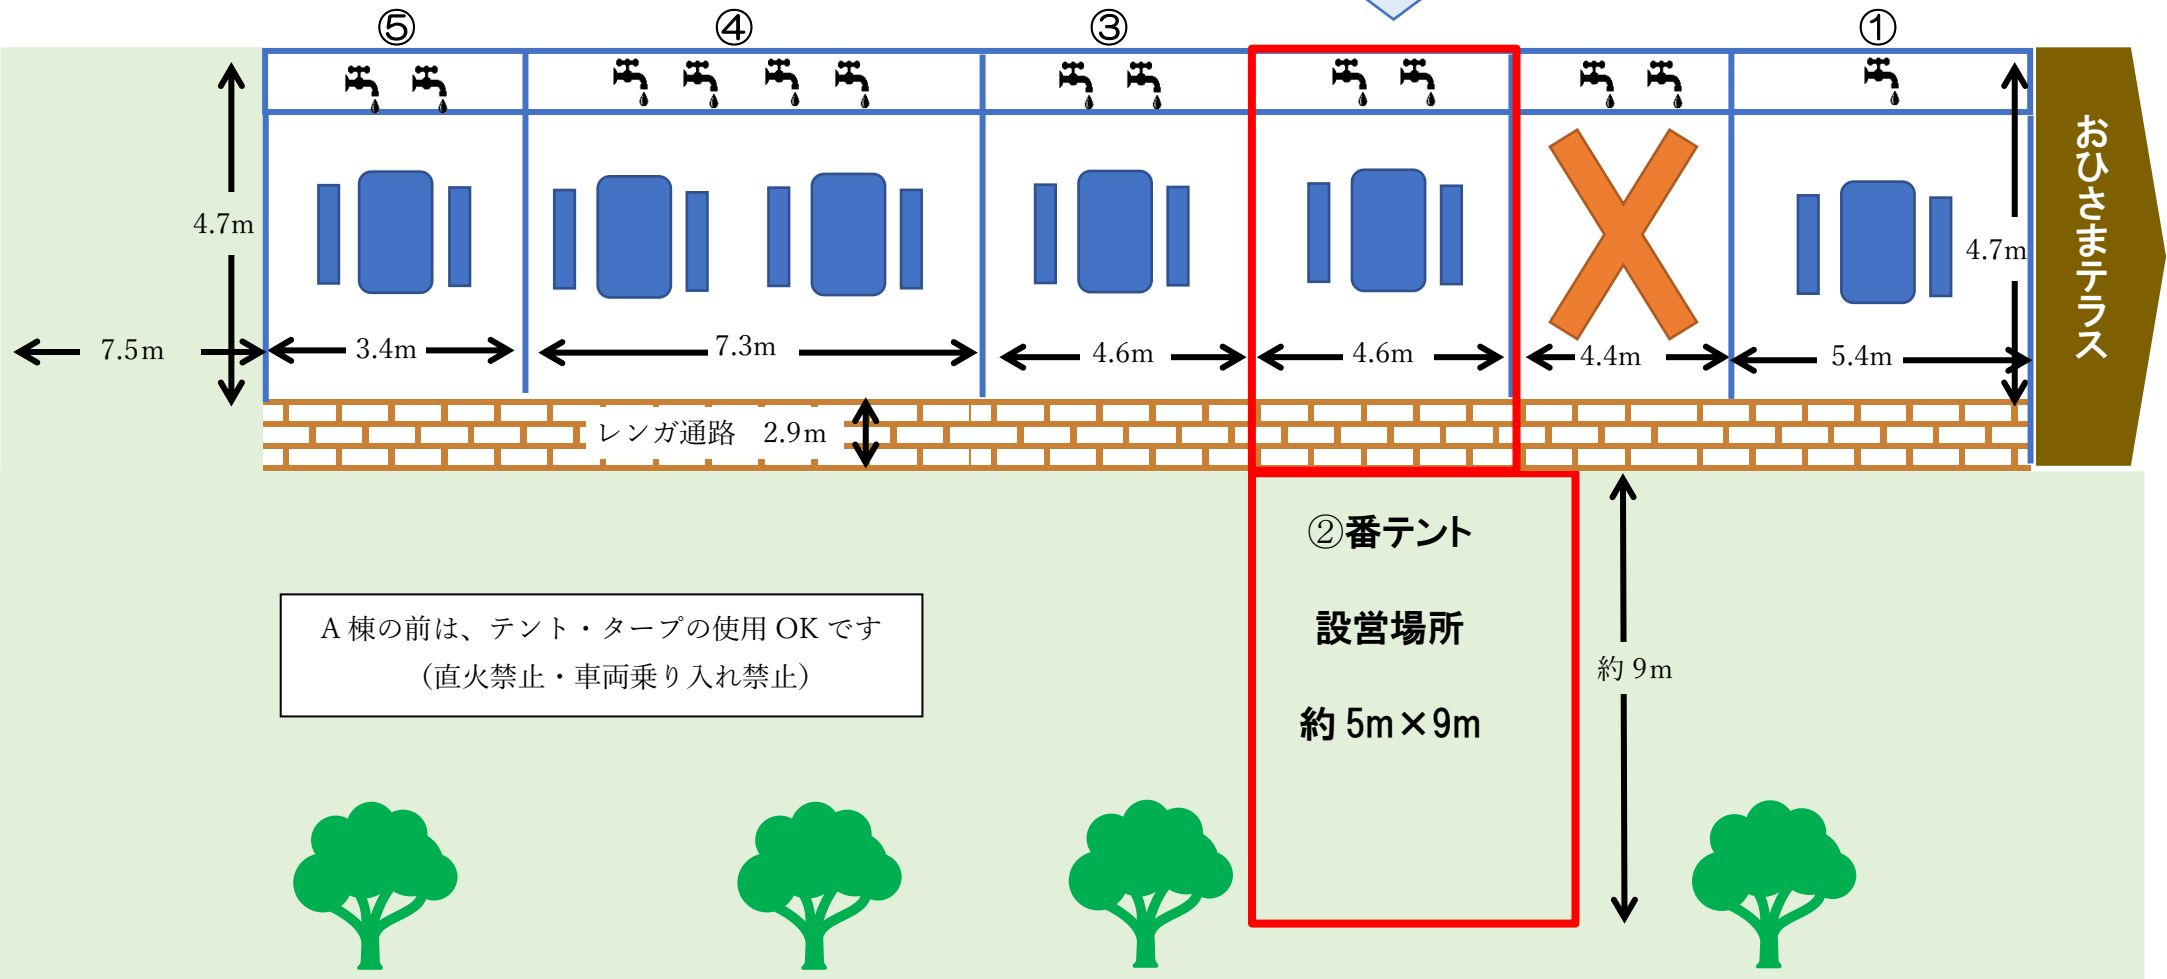 ⑤
④
③
①
4.7m
4.7m
おひさまテラス
7.5m
3.4m
7.3m
4.6m
4.6m
4.4m
5.4m
レンガ通路　2.9m
②番テント
設営場所
約 5m×9m
約 9m
A 棟の前は、テント・タープの使用 OK です
（直火禁止・車両乗り入れ禁止）